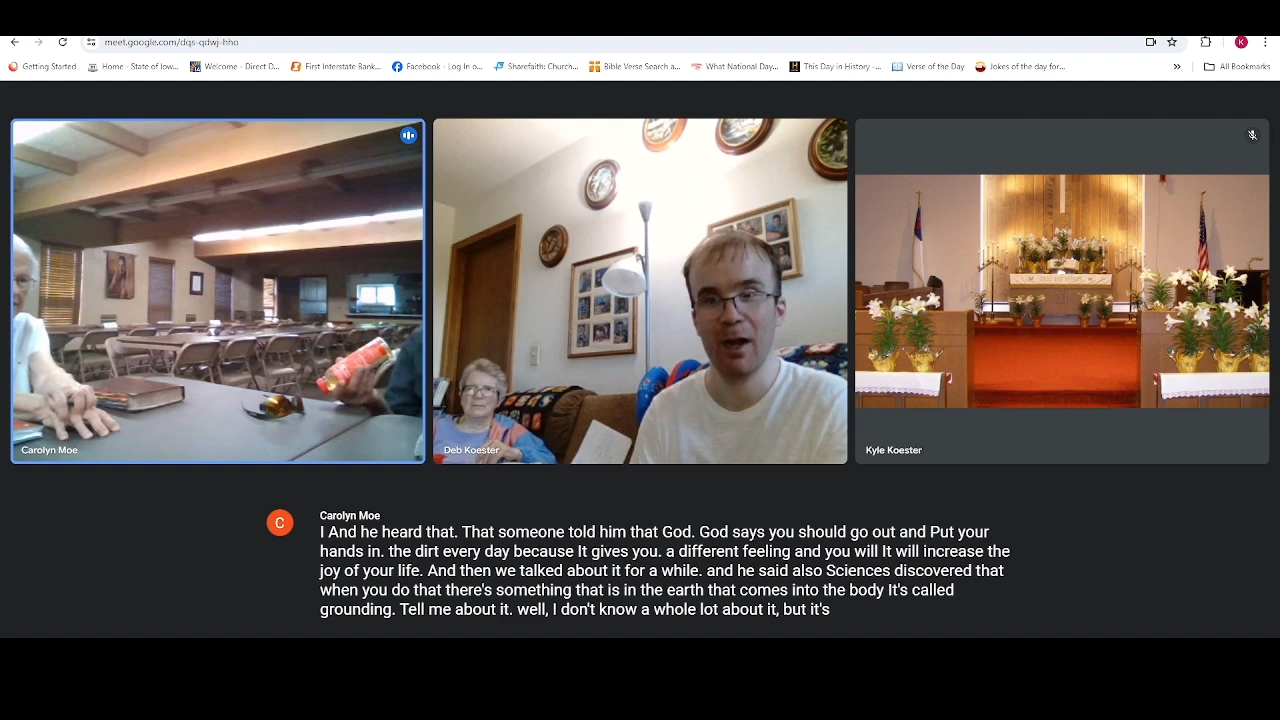 meet.google.com/dqs-qdwj-hho
K
Getting Started
Home - State of Iow...
Welcome - Direct D...
First Interstate Bank...
Facebook - Log In o...
Sharefaith: Church...
Bible Verse Search a...
What National Day...
This Day in History -...
Verse of the Day
Jokes of the day for...
»
All Bookmarks
Carolyn Moe
Deb Koester
Kyle Koester
C
Carolyn Moe
I And he heard that. That someone told him that God. God says you should go out and Put your
hands in. the dirt every day because It gives you. a different feeling and you will It will increase the
joy of your life. And then we talked about it for a while. and he said also Sciences discovered that
when you do that there's something that is in the earth that comes into the body It's called
grounding. Tell me about it. well, I don't know a whole lot about it, but it's